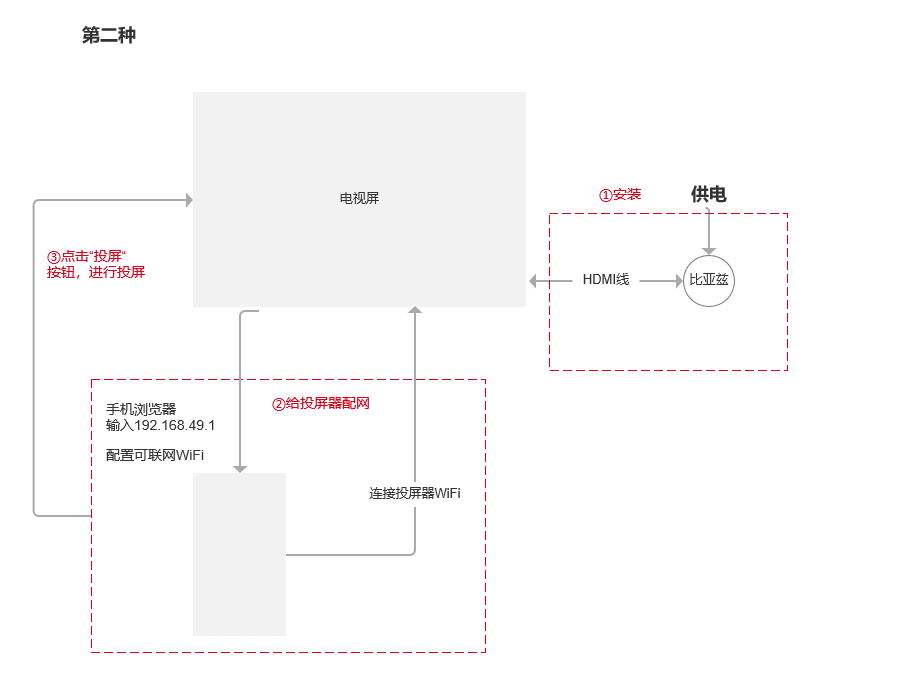 第二种
电视屏
①安装
供电
③点击“投屏“
按钮，进行投屏
HDMI线
比亚兹
手机浏览器
输入192.168.49.1
②给投屏器配网
配置可联网WiFi
连接投屏器WiFi